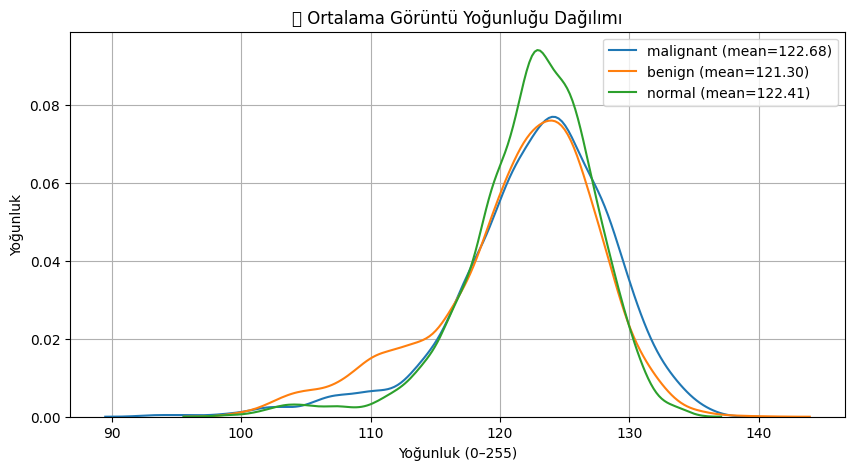 Ortalama Görüntü Yoğunluğu Dağılımı
malignant (mean=122.68)
benign (mean=121.30)
normal (mean=122.41)
Yoğunluk
0.08
0.06
0.04
0.02
0.00
90 100 110 120 130 140
Yoğunluk (0–255)